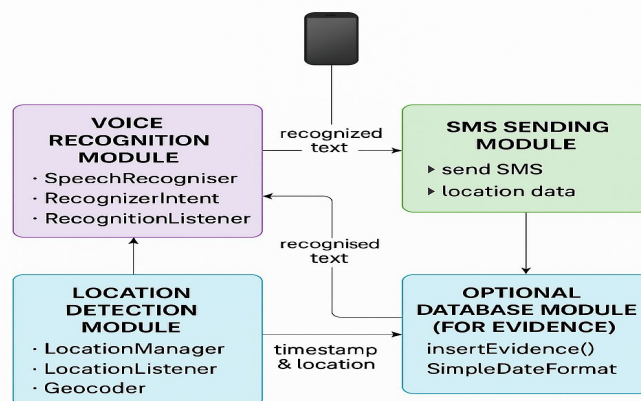 VOICE
RECOGNITION
MODULE
· SpeechRecogniser
· RecognizerIntent
· RecognitionListener
recognized
text
SMS SENDING
MODULE
▸ send SMS
▸ location data
recognised
text
LOCATION
DETECTION
MODULE
· LocationManager
· LocationListener
· Geocoder
timestamp
& location
OPTIONAL
DATABASE MODULE
(FOR EVIDENCE)
insertEvidence()
SimpleDateFormat